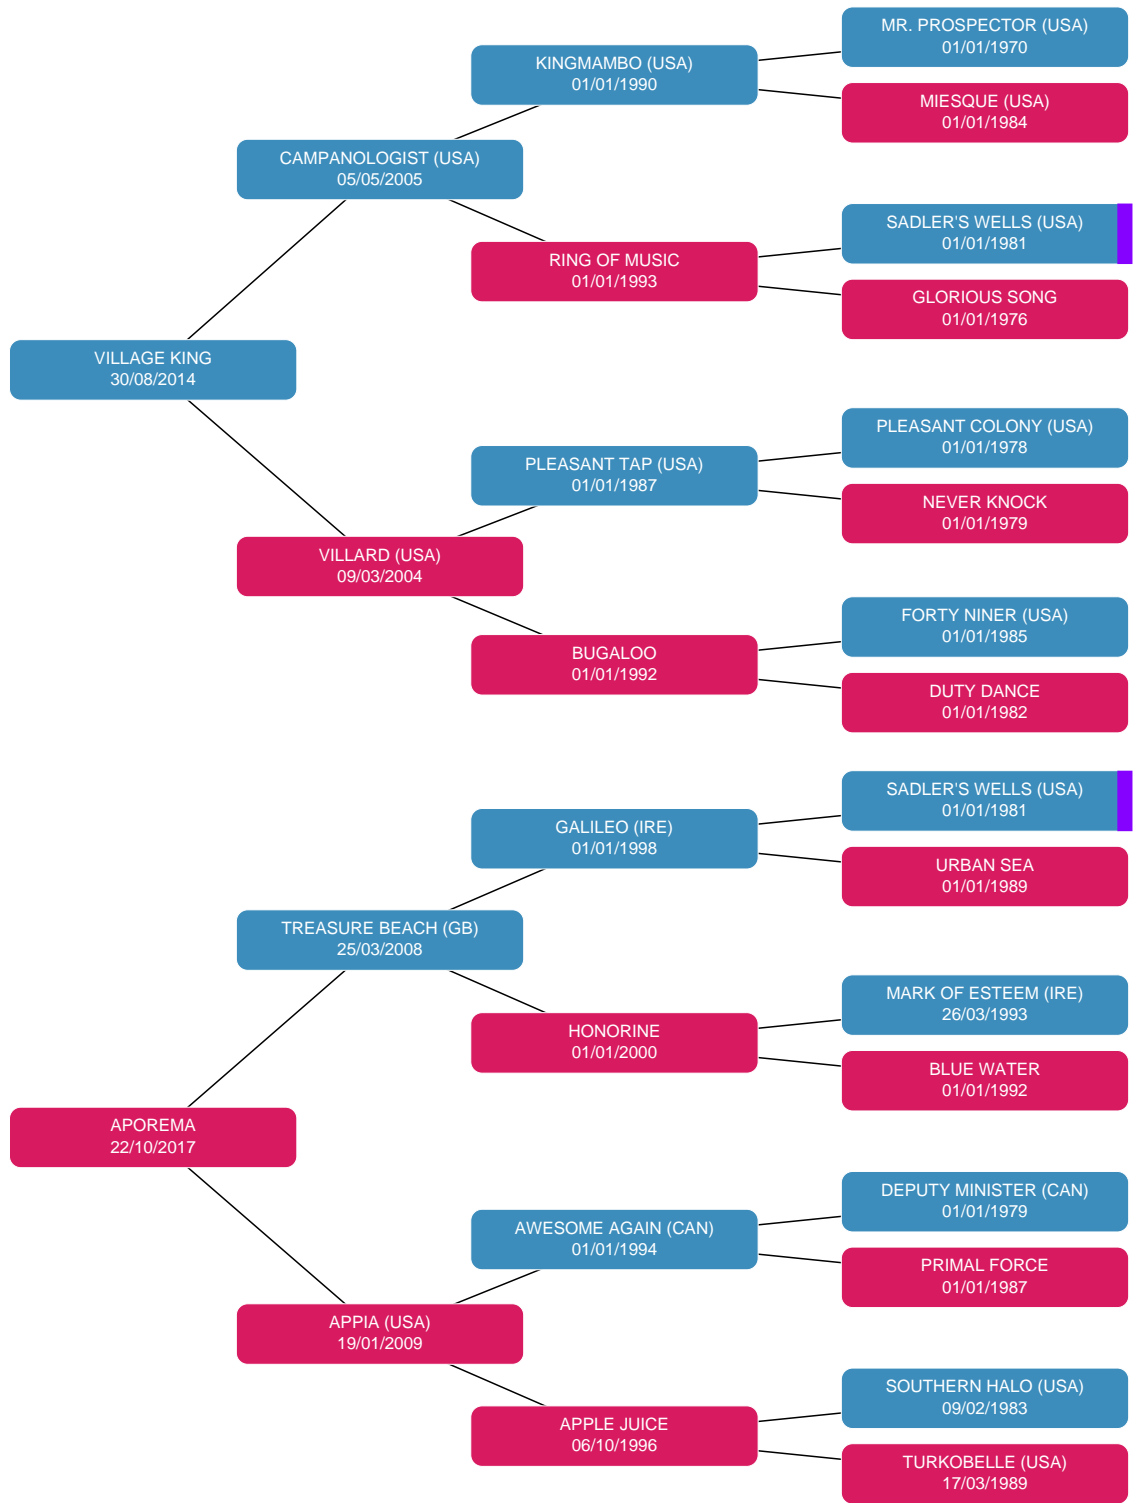 MR. PROSPECTOR (USA)
01/01/1970
KINGMAMBO (USA)
01/01/1990
MIESQUE (USA)
01/01/1984
CAMPANOLOGIST (USA)
05/05/2005
SADLER'S WELLS (USA)
01/01/1981
RING OF MUSIC
01/01/1993
GLORIOUS SONG
01/01/1976
VILLAGE KING
30/08/2014
PLEASANT COLONY (USA)
01/01/1978
PLEASANT TAP (USA)
01/01/1987
NEVER KNOCK
01/01/1979
VILLARD (USA)
09/03/2004
FORTY NINER (USA)
01/01/1985
BUGALOO
01/01/1992
DUTY DANCE
01/01/1982
SADLER'S WELLS (USA)
01/01/1981
GALILEO (IRE)
01/01/1998
URBAN SEA
01/01/1989
TREASURE BEACH (GB)
25/03/2008
MARK OF ESTEEM (IRE)
26/03/1993
HONORINE
01/01/2000
BLUE WATER
01/01/1992
APOREMA
22/10/2017
DEPUTY MINISTER (CAN)
01/01/1979
AWESOME AGAIN (CAN)
01/01/1994
PRIMAL FORCE
01/01/1987
APPIA (USA)
19/01/2009
SOUTHERN HALO (USA)
09/02/1983
APPLE JUICE
06/10/1996
TURKOBELLE (USA)
17/03/1989